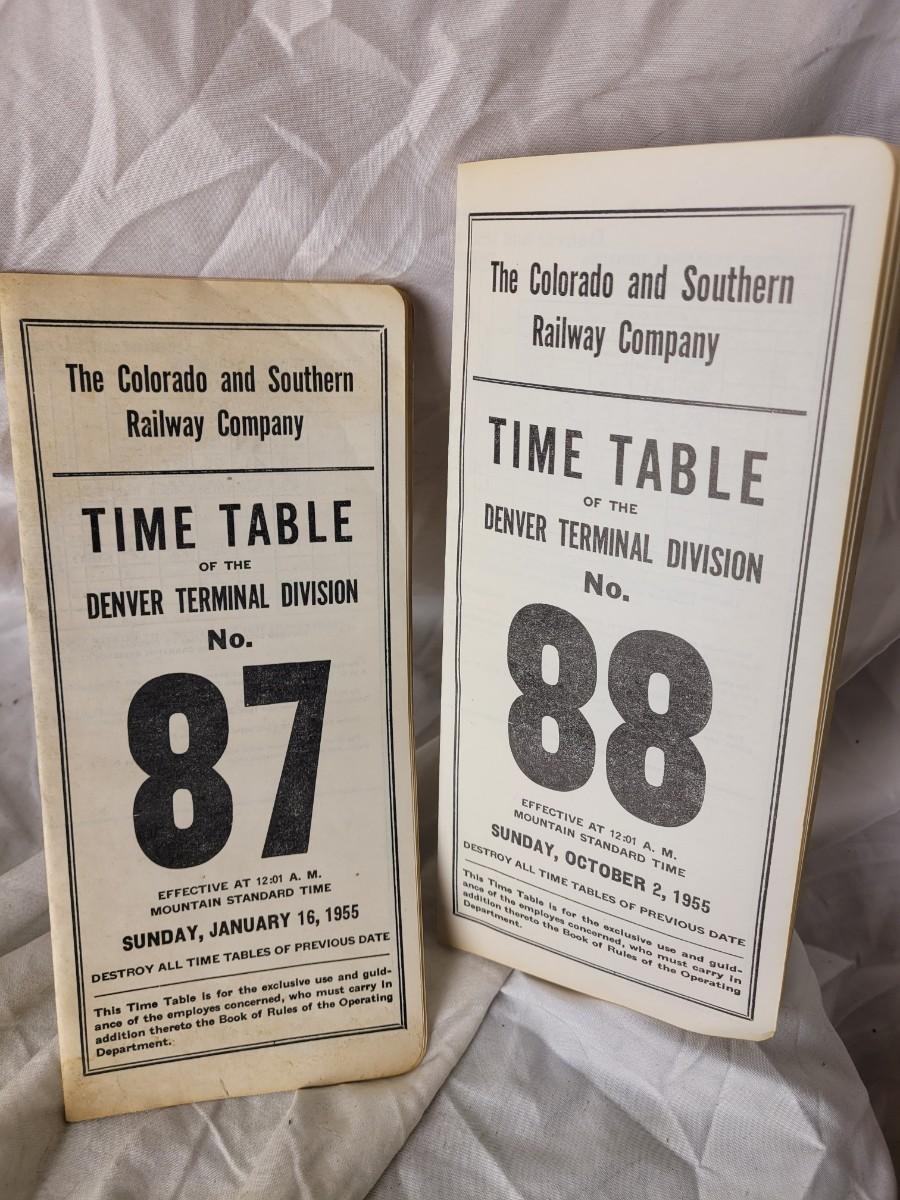 The Colorado and Southern
Railway Company
TIME TABLE
OF THE
DENVER TERMINAL DIVISION
No.
87
EFFECTIVE AT 12:01 A. M.
MOUNTAIN STANDARD TIME
SUNDAY, JANUARY 16, 1955
DESTROY ALL TIME TABLES OF PREVIOUS DATE
This Time Table is for the exclusive use and guid-
ance of the employes concerned, who must carry in
addition thereto the Book of Rules of the Operating
Department.
The Colorado and Southern
Railway Company
TIME TABLE
OF THE
DENVER TERMINAL DIVISION
No.
88
EFFECTIVE AT 12:01 A. M.
MOUNTAIN STANDARD TIME
SUNDAY, OCTOBER 2, 1955
DESTROY ALL TIME TABLES OF PREVIOUS DATE
This Time Table is for the exclusive use and guid-
ance of the employes concerned, who must carry in
addition thereto the Book of Rules of the Operating
Department.